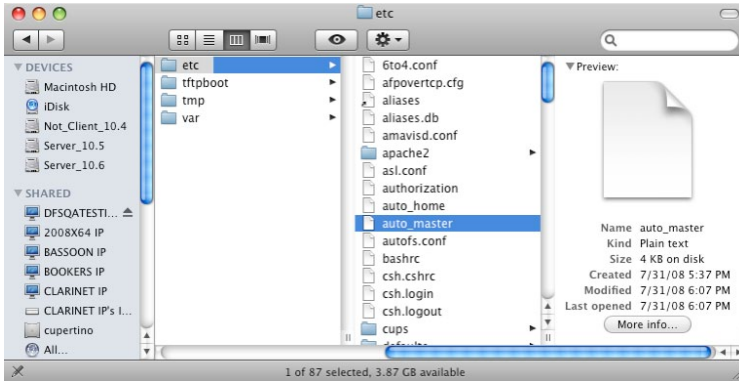 etc
DEVICES
Macintosh HD
iDisk
Not_Client_10.4
Server_10.5
Server_10.6
SHARED
DFSQATESTI...
2008X64 IP
BASSOON IP
BOOKERS IP
CLARINET IP
CLARINET IP's I...
cupertino
All...
etc
tftpboot
tmp
var
6to4.conf
afpovertcp.cfg
aliases
aliases.db
amavisd.conf
apache2
asl.conf
authorization
auto_home
auto_master
autofs.conf
bashrc
csh.cshrc
csh.login
csh.logout
cups
Preview:
Name auto_master
Kind Plain text
Size 4 KB on disk
Created 7/31/08 5:37 PM
Modified 7/31/08 6:07 PM
Last opened 7/31/08 6:07 PM
More info...
1 of 87 selected, 3.87 GB available